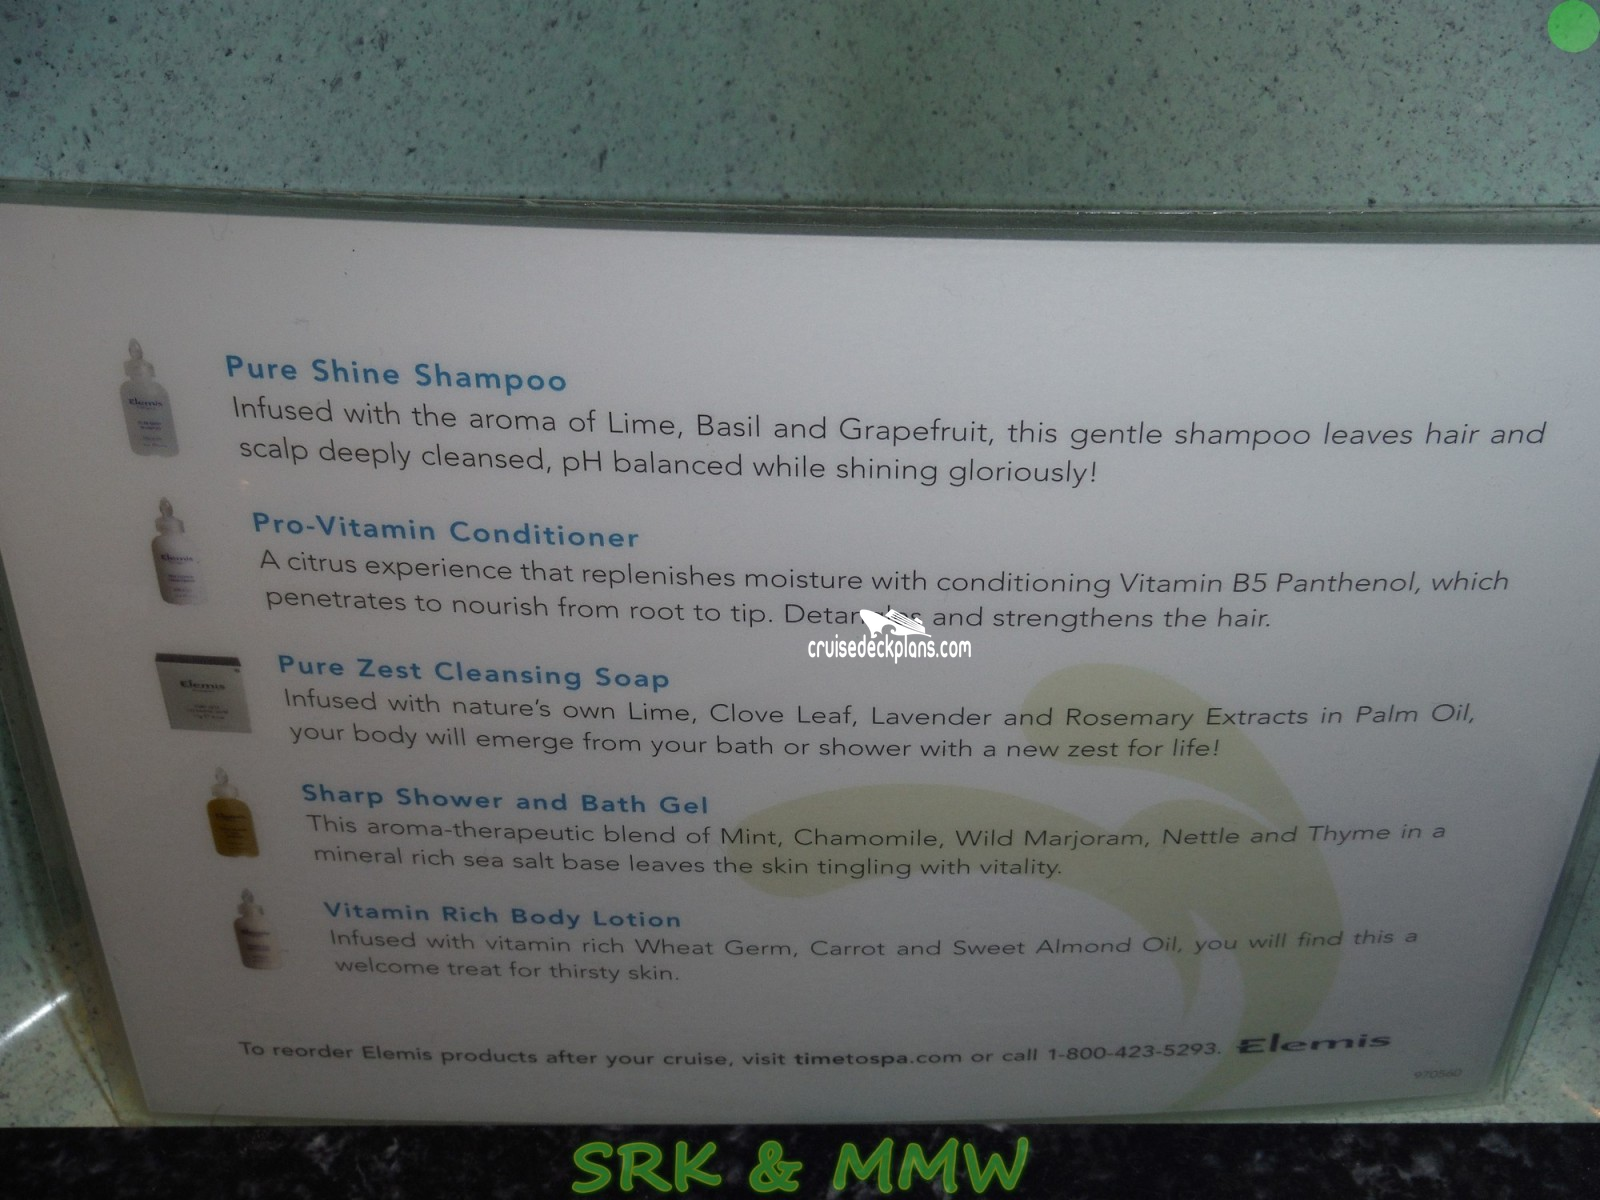 Pure Shine Shampoo
Infused with the aroma of Lime, Basil and Grapefruit, this gentle shampoo leaves hair and
scalp deeply cleansed, pH balanced while shining gloriously!
Pro-Vitamin Conditioner
A citrus experience that replenishes moisture with conditioning Vitamin B5 Panthenol, which
penetrates to nourish from root to tip. Detangles and strengthens the hair.
cruisedeckplans.com
Pure Zest Cleansing Soap
Infused with nature's own Lime, Clove Leaf, Lavender and Rosemary Extracts in Palm Oil,
your body will emerge from your bath or shower with a new zest for life!
Sharp Shower and Bath Gel
This aroma-therapeutic blend of Mint, Chamomile, Wild Marjoram, Nettle and Thyme in a
mineral rich sea salt base leaves the skin tingling with vitality.
Vitamin Rich Body Lotion
Infused with vitamin rich Wheat Germ, Carrot and Sweet Almond Oil, you will find this a
welcome treat for thirsty skin.
To reorder Elemis products after your cruise, visit timetospa.com or call 1-800-423-5293. Elemis
970560
SRK & MMW